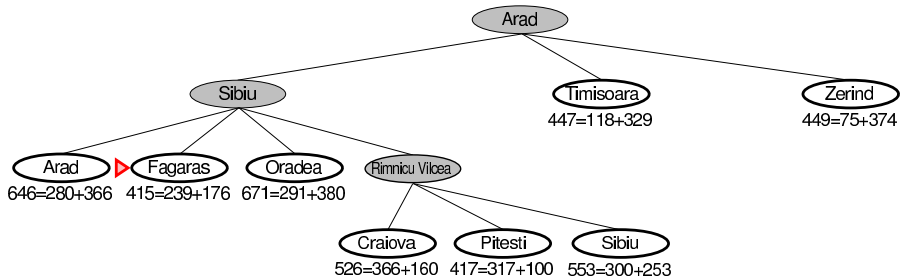 Arad
Sibiu Timisoara Zerind
447=118+329 449=75+374
Arad Fagaras Oradea Rimnicu Vilcea
646=280+366 415=239+176 671=291+380
Craiova Pitesti Sibiu
526=366+160 417=317+100 553=300+253